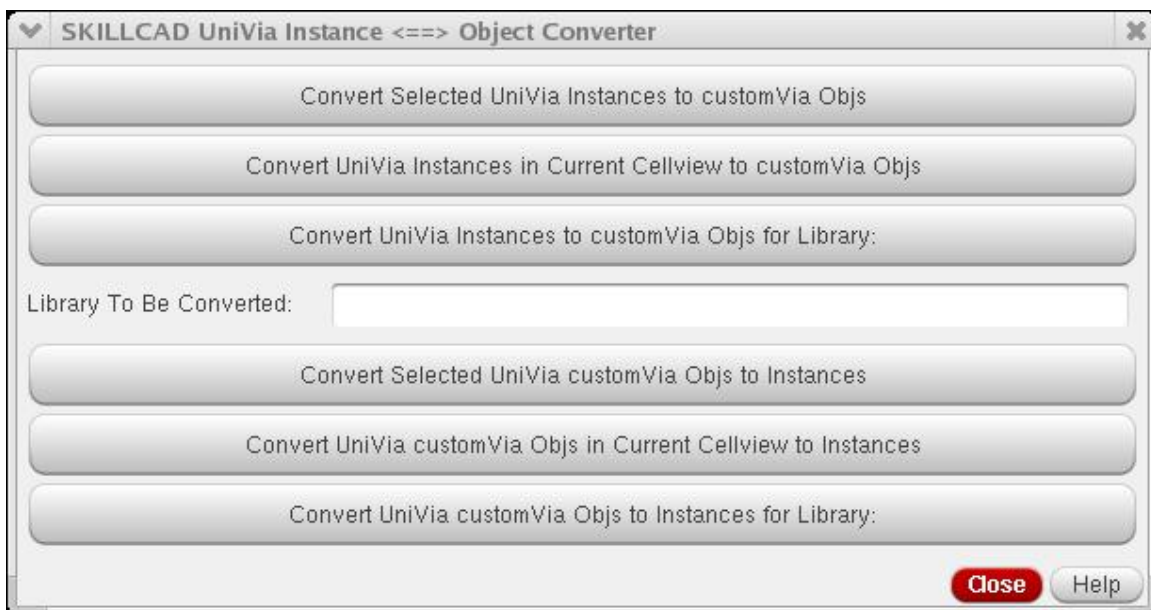 SKILLCAD UniVia Instance <==> Object Converter
Convert Selected UniVia Instances to customVia Objs
Convert UniVia Instances in Current Cellview to customVia Objs
Convert UniVia Instances to customVia Objs for Library:
Library To Be Converted:
Convert Selected UniVia customVia Objs to Instances
Convert UniVia customVia Objs in Current Cellview to Instances
Convert UniVia customVia Objs to Instances for Library:
Close Help